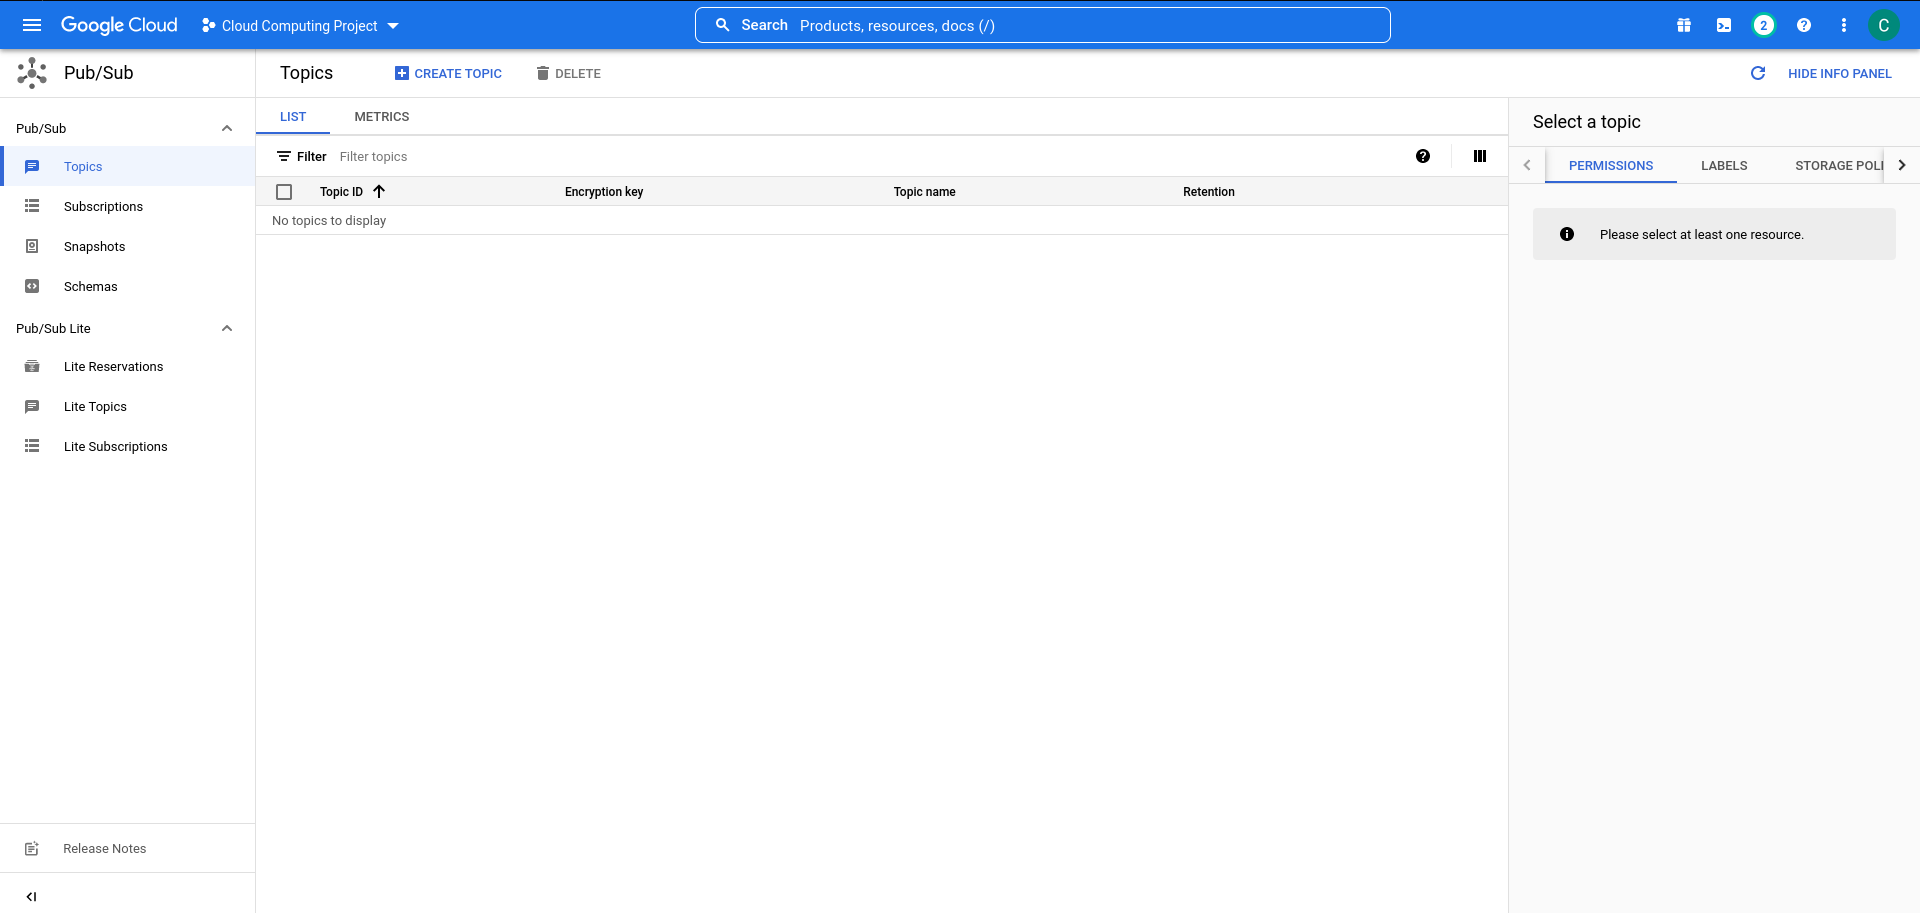 Google Cloud
Cloud Computing Project
Search Products, resources, docs (/)
2
C
Pub/Sub
Topics
CREATE TOPIC
DELETE
HIDE INFO PANEL
Pub/Sub
Topics
Subscriptions
Snapshots
Schemas
Pub/Sub Lite
Lite Reservations
Lite Topics
Lite Subscriptions
Release Notes
LIST
METRICS
Filter Filter topics
Topic ID Encryption key Topic name Retention
No topics to display
Select a topic
PERMISSIONS LABELS STORAGE POLI
Please select at least one resource.